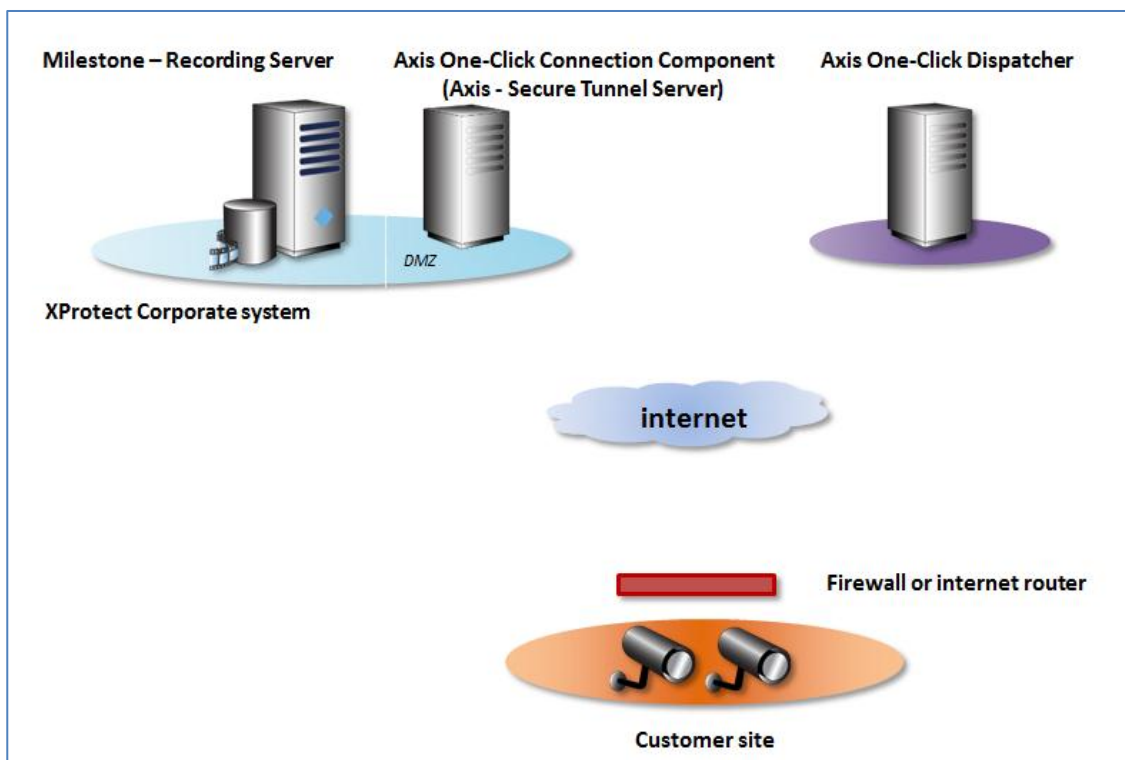 Milestone – Recording Server
Axis One-Click Connection Component
(Axis - Secure Tunnel Server)
Axis One-Click Dispatcher
DMZ
XProtect Corporate system
internet
Firewall or internet router
Customer site